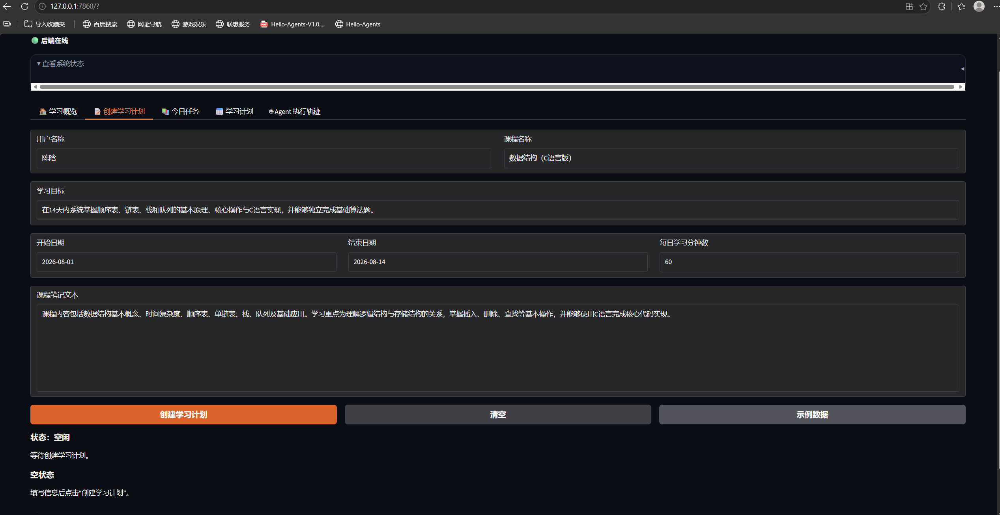 127.0.0.1:7860/?
导入收藏夹 百度搜索 网址导航 游戏娱乐 联想服务 Hello-Agents-V1.0.... Hello-Agents
后端在线
▾ 查看系统状态
学习概览 创建学习计划 今日任务 学习计划 Agent 执行轨迹
用户名称 课程名称
陈晗 数据结构（C语言版）
学习目标
在14天内系统掌握顺序表、链表、栈和队列的基本原理、核心操作与C语言实现，并能够独立完成基础算法题。
开始日期 结束日期 每日学习分钟数
2026-08-01 2026-08-14 60
课程笔记文本
课程内容包括数据结构基本概念、时间复杂度、顺序表、单链表、栈、队列及基础应用。学习重点为理解逻辑结构与存储结构的关系，掌握插入、删除、查找等基本操作，并能够使用C语言完成核心代码实现。
创建学习计划 清空 示例数据
状态：空闲
等待创建学习计划。
空状态
填写信息后点击“创建学习计划”。